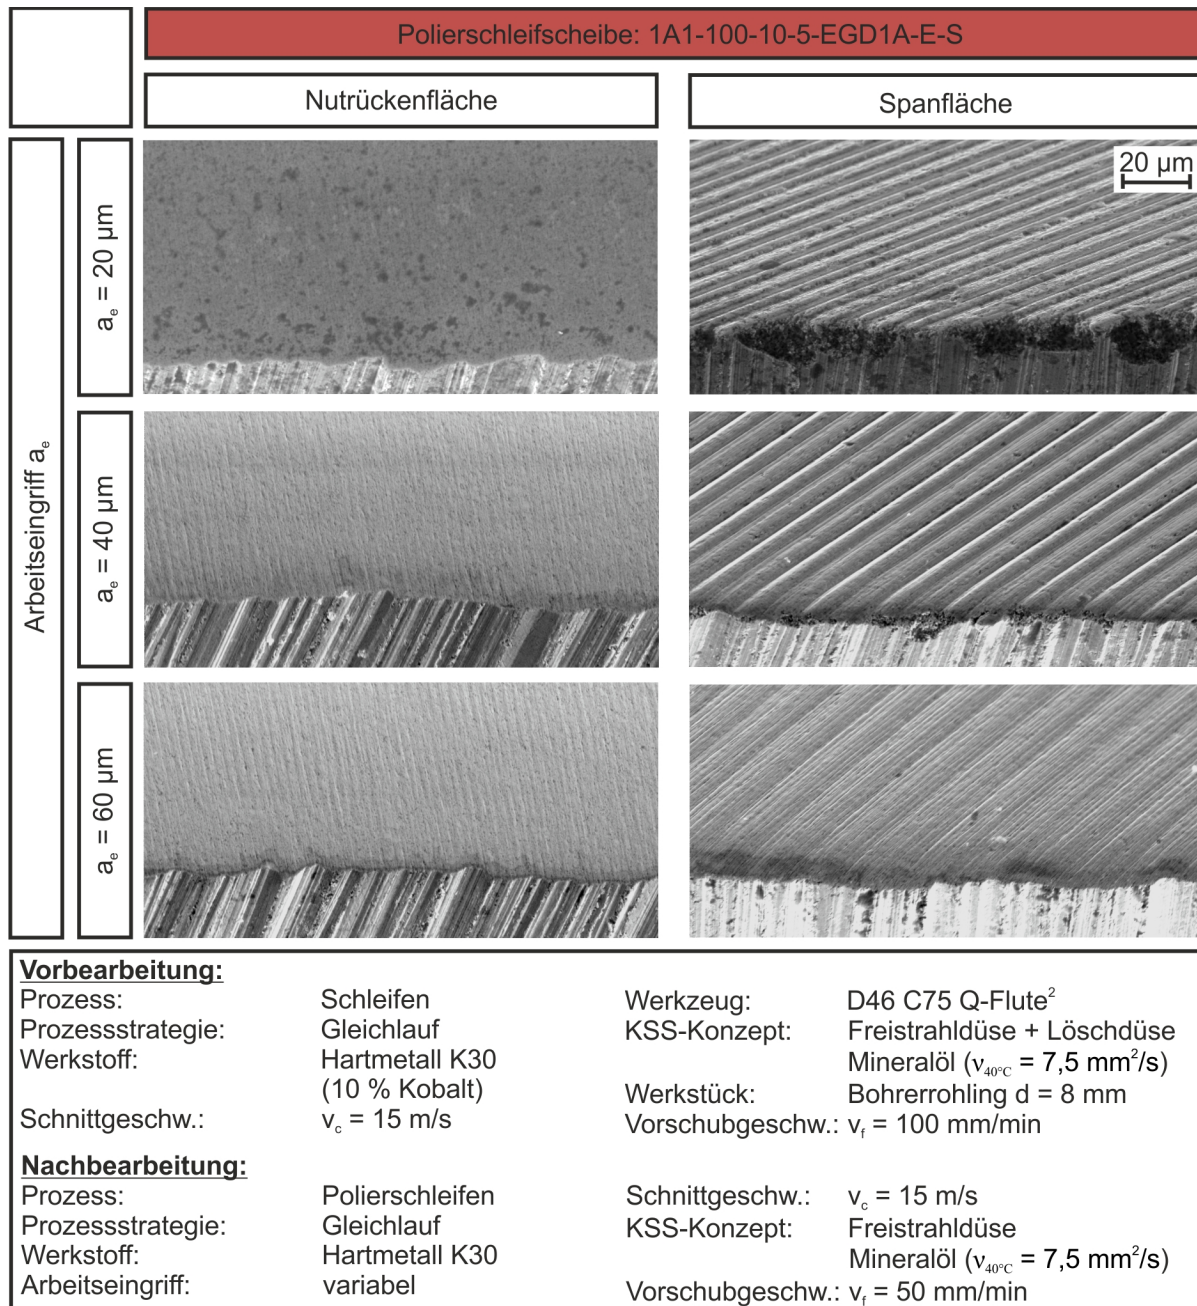 Polierschleifscheibe: 1A1-100-10-5-EGD1A-E-S
Nutrückenfläche
Spanfläche
20 µm
Arbeitseingriff aₑ
aₑ = 20 µm
aₑ = 40 µm
aₑ = 60 µm
Vorbearbeitung:
Prozess: Schleifen Werkzeug: D46 C75 Q-Flute²
Prozessstrategie: Gleichlauf KSS-Konzept: Freistrahldüse + Löschdüse
Werkstoff: Hartmetall K30 Mineralöl (ν₄₀°C = 7,5 mm²/s)
(10 % Kobalt) Werkstück: Bohrerrohling d = 8 mm
Schnittgeschw.: v_c = 15 m/s Vorschubgeschw.: v_f = 100 mm/min
Nachbearbeitung:
Prozess: Polierschleifen Schnittgeschw.: v_c = 15 m/s
Prozessstrategie: Gleichlauf KSS-Konzept: Freistrahldüse
Werkstoff: Hartmetall K30 Mineralöl (ν₄₀°C = 7,5 mm²/s)
Arbeitseingriff: variabel Vorschubgeschw.: v_f = 50 mm/min